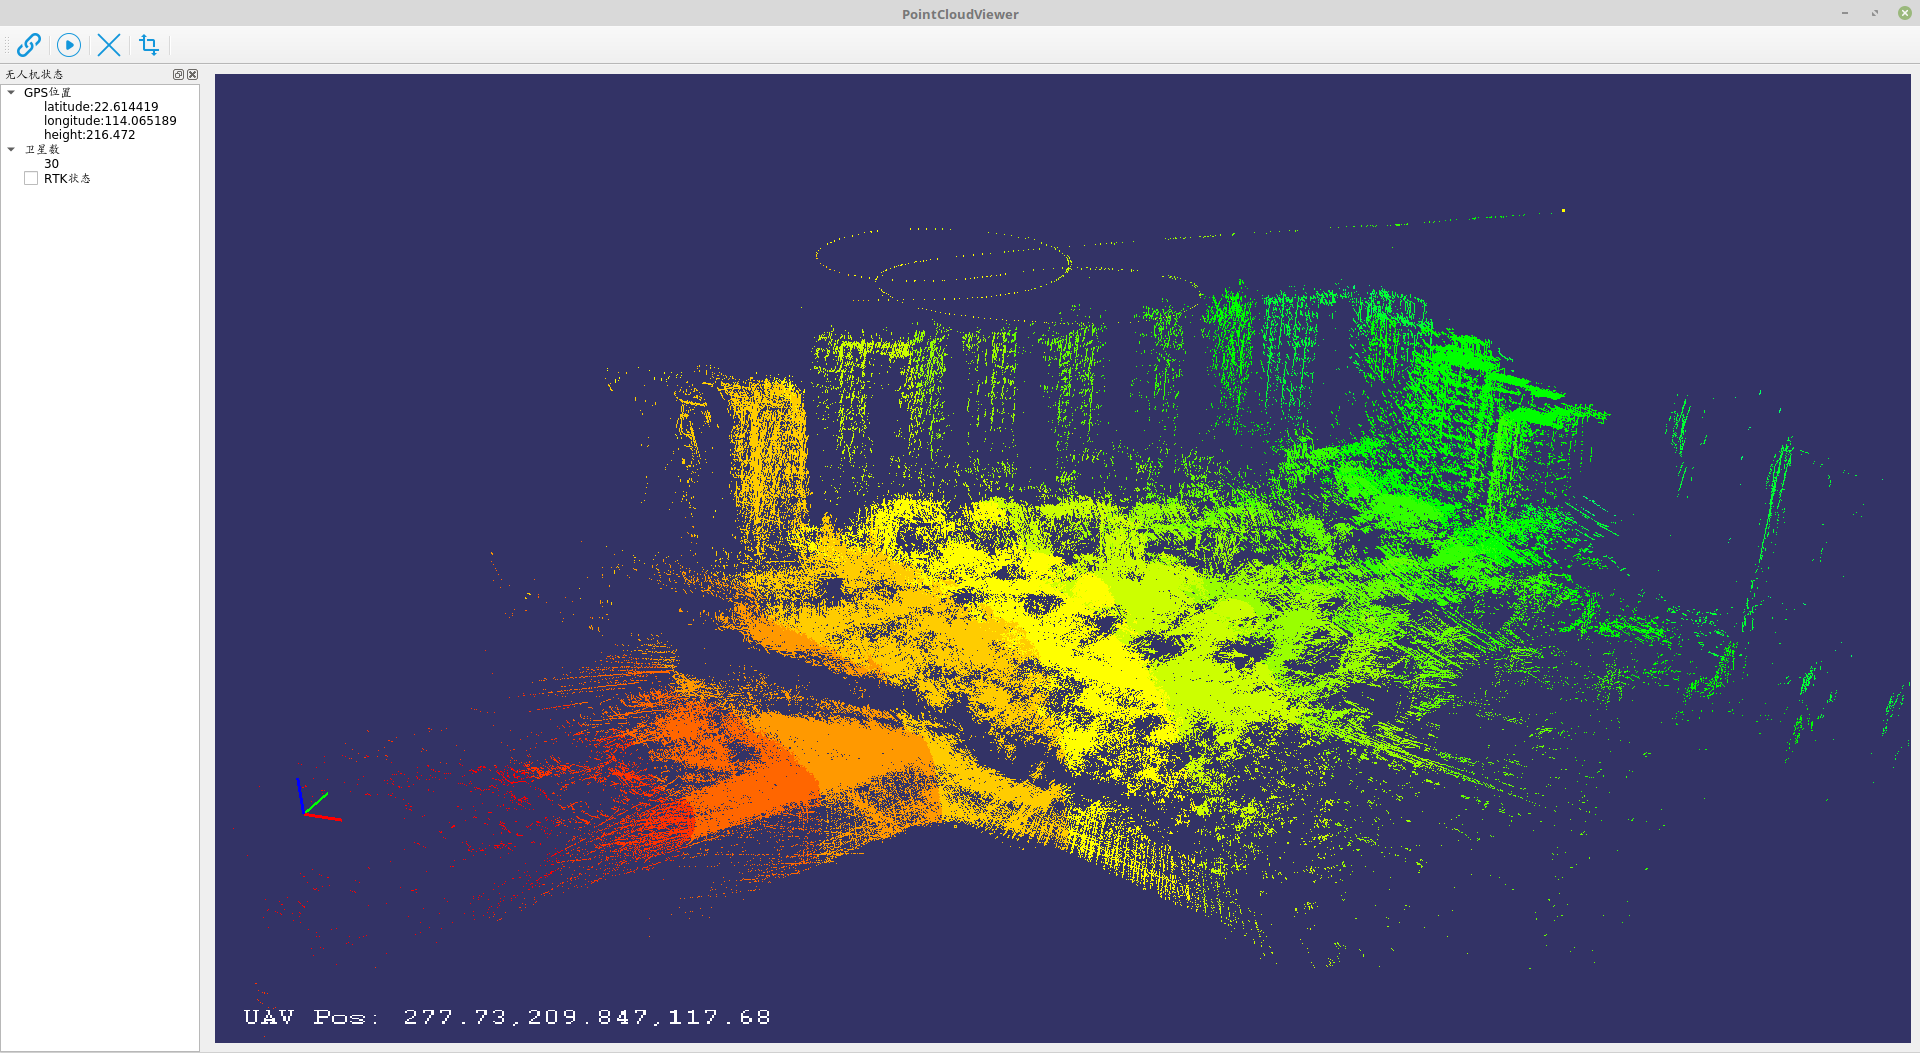 PointCloudViewer
无人机状态
GPS位置
latitude:22.614419
longitude:114.065189
height:216.472
卫星数
30
RTK状态
UAV Pos: 277.73,209.847,117.68